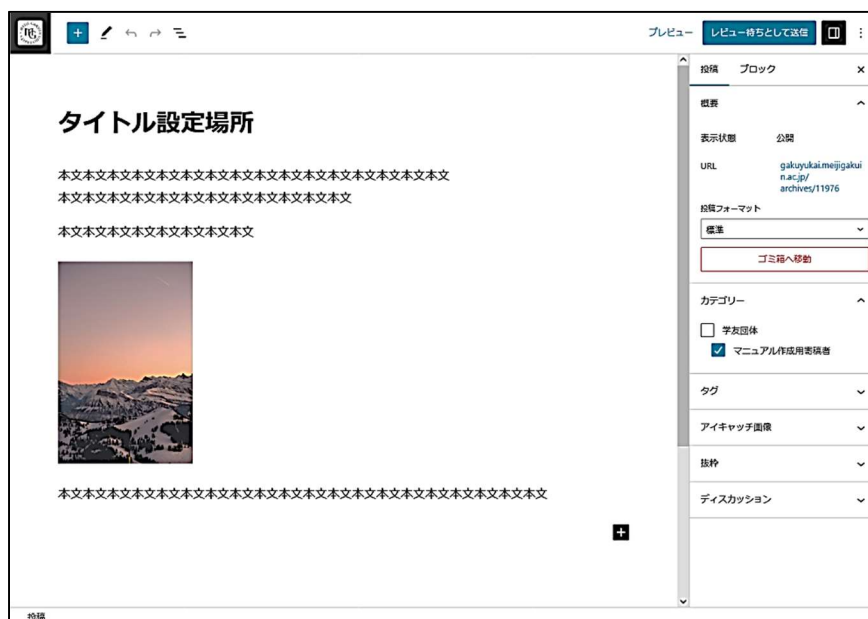 プレビュー
レビュー待ちとして送信
投稿
ブロック
タイトル設定場所
本文本文本文本文本文本文本文本文本文本文本文本文本文本文本文本文
本文本文本文本文本文本文本文本文本文本文本文本文
本文本文本文本文本文本文本文本文
本文本文本文本文本文本文本文本文本文本文本文本文本文本文本文本文本文本文本文本文
概要
表示状態 公開
URL gakuyukai.meijigakui
n.ac.jp/
archives/11976
投稿フォーマット
標準
ゴミ箱へ移動
カテゴリー
学友団体
マニュアル作成用寄稿者
タグ
アイキャッチ画像
抜粋
ディスカッション
投稿